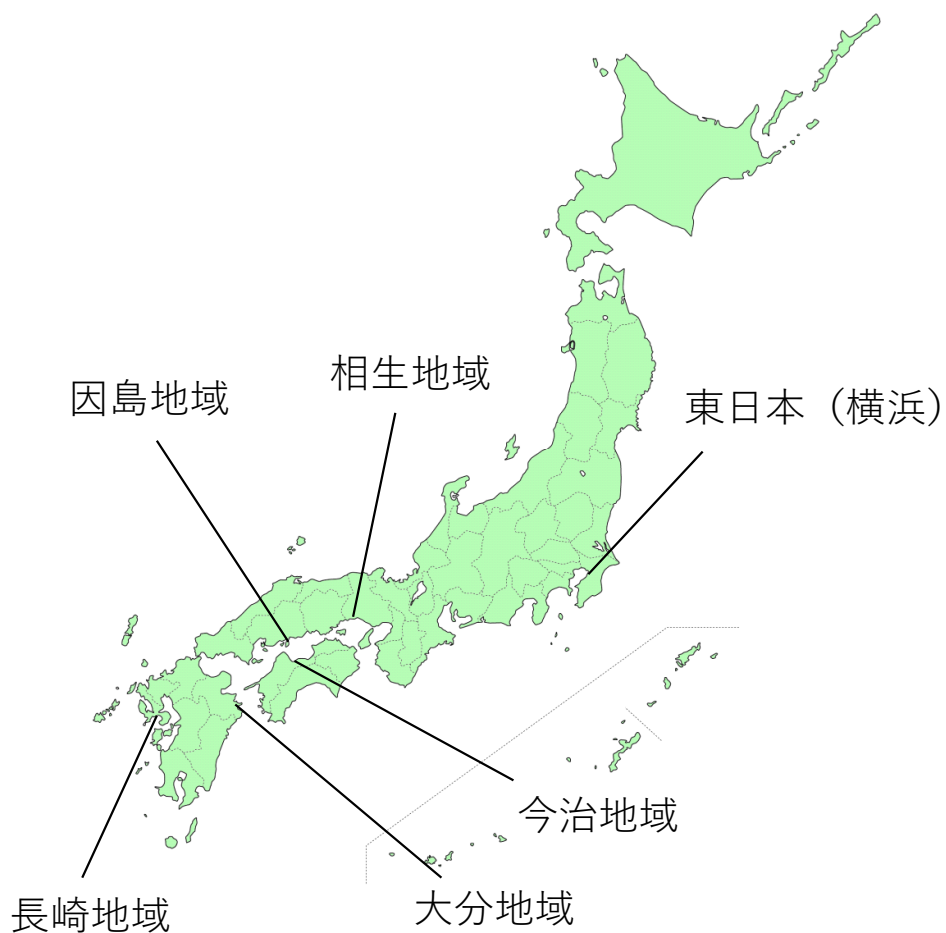 相生地域
因島地域
東日本（横浜）
今治地域
大分地域
長崎地域